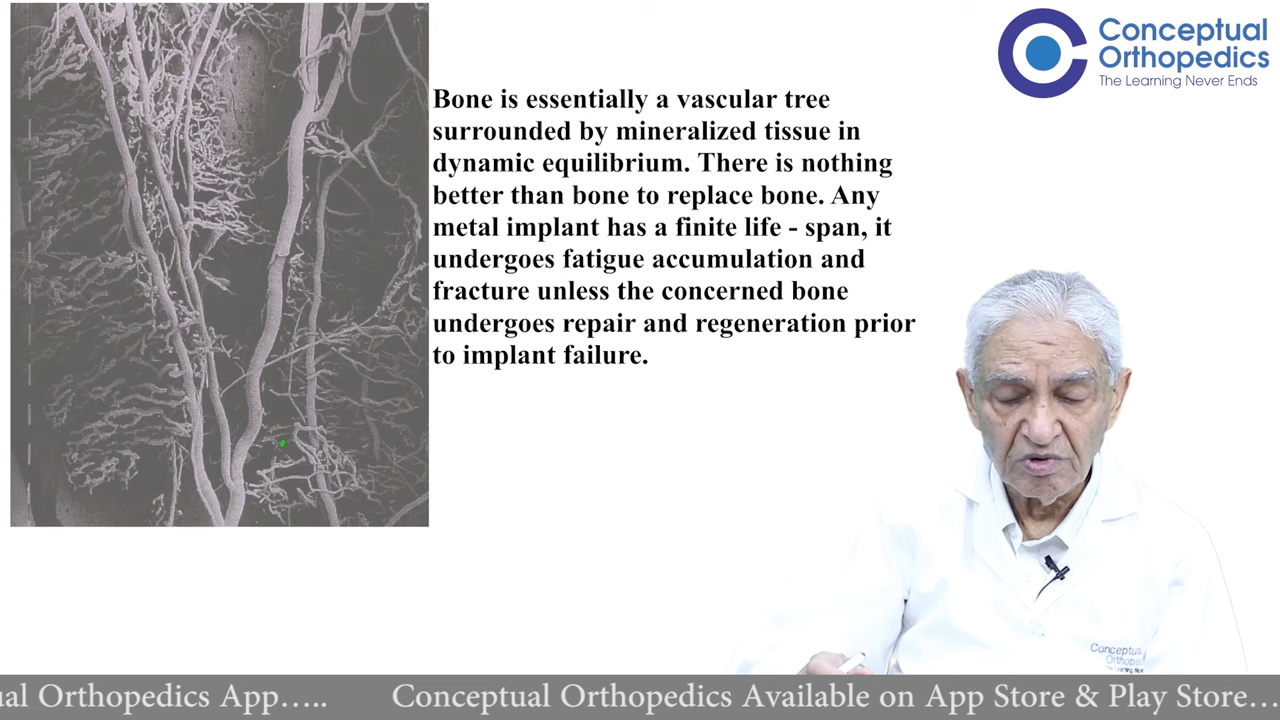 Conceptual
Orthopedics
The Learning Never Ends
Bone is essentially a vascular tree
surrounded by mineralized tissue in
dynamic equilibrium. There is nothing
better than bone to replace bone. Any
metal implant has a finite life - span, it
undergoes fatigue accumulation and
fracture unless the concerned bone
undergoes repair and regeneration prior
to implant failure.
Conceptual
Orthoped
al Orthopedics App….. Conceptual Orthopedics Available on App Store & Play Store…